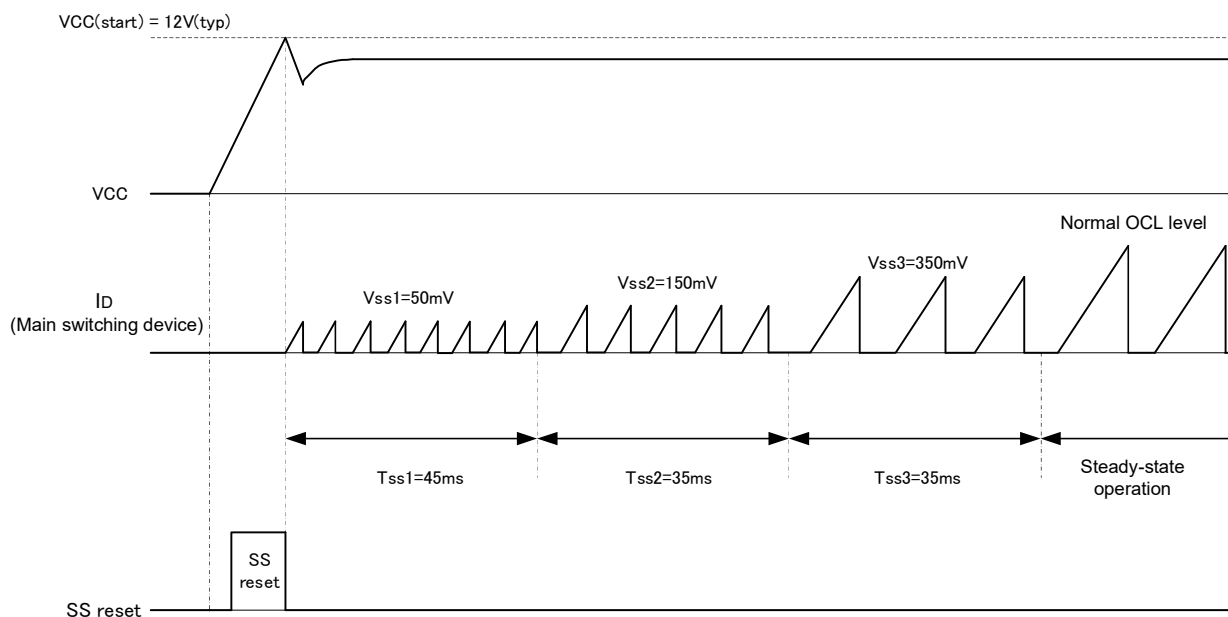 VCC(start) = 12V(typ)
VCC
Normal OCL level
Vss3=350mV
Vss2=150mV
Vss1=50mV
ID
(Main switching device)
Tss1=45ms
Tss2=35ms
Tss3=35ms
Steady-state
operation
SS
reset
SS reset